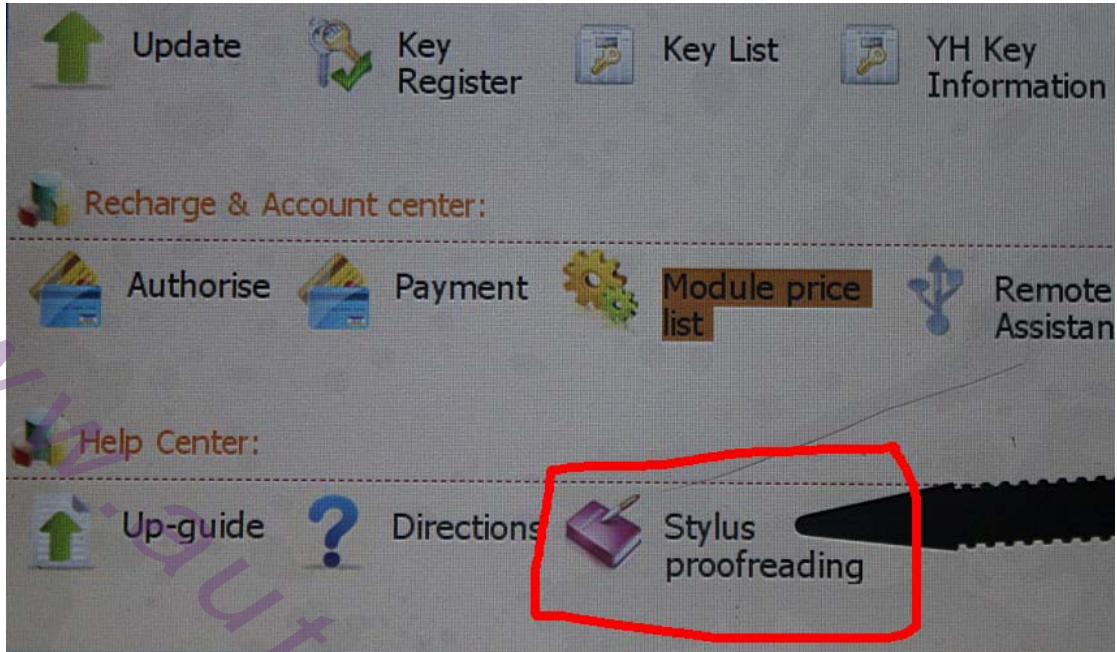 Update
Key
Register
Key List
YH Key
Information
Recharge & Account center:
Authorise
Payment
Module price
list
Remote
Assistan
Help Center:
Up-guide
Directions
Stylus
proofreading
w.aut